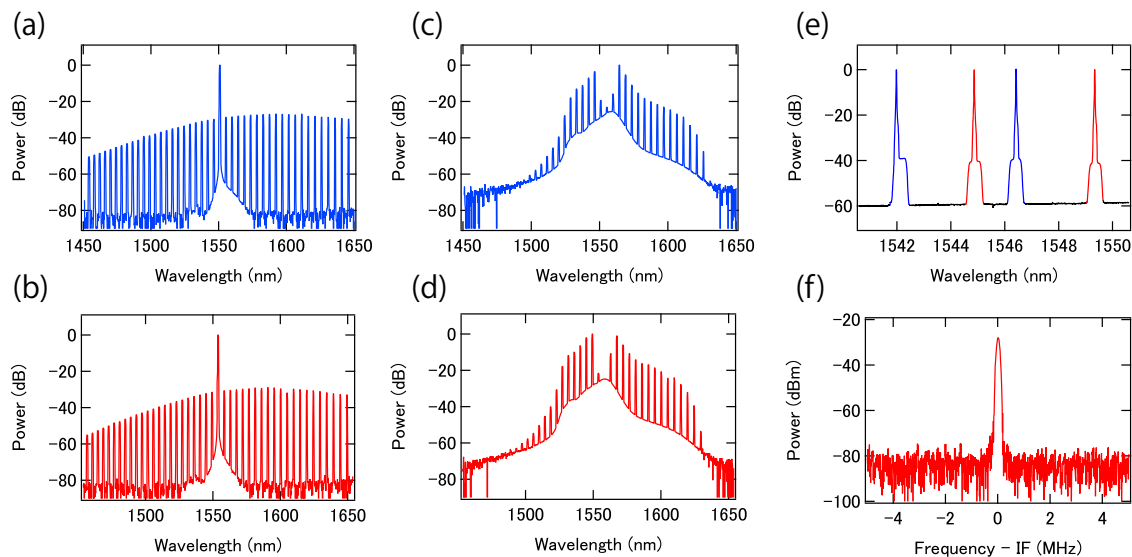 (a)
0
−20
−40
−60
−80
Power (dB)
1450 1500 1550 1600 1650
Wavelength (nm)
(c)
0
−20
−40
−60
−80
Power (dB)
1450 1500 1550 1600 1650
Wavelength (nm)
(e)
0
−20
−40
−60
Power (dB)
1542 1544 1546 1548 1550
Wavelength (nm)
(b)
0
−20
−40
−60
−80
Power (dB)
1500 1550 1600 1650
Wavelength (nm)
(d)
0
−20
−40
−60
−80
Power (dB)
1500 1550 1600 1650
Wavelength (nm)
(f)
−20
−40
−60
−80
−100
Power (dBm)
−4 −2 0 2 4
Frequency − IF (MHz)